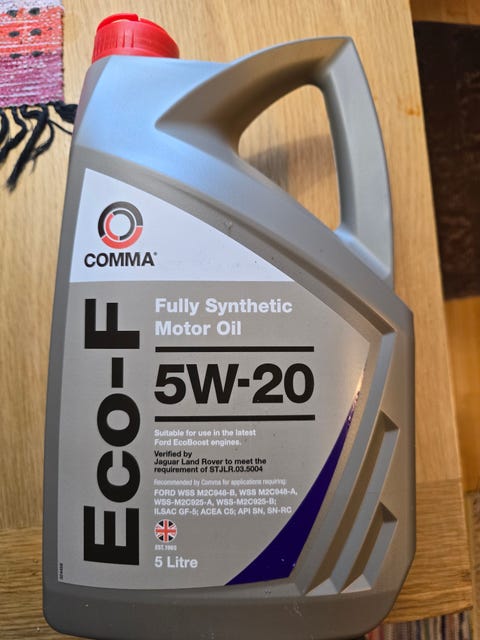 COMMA®
Eco-F
Fully Synthetic
Motor Oil
5W-20
Suitable for use in the latest
Ford EcoBoost engines.
Verified by
Jaguar Land Rover to meet the
requirement of STJLR.03.5004
Recommended by Comma for applications requiring:
FORD WSS M2C948-B, WSS M2C948-A,
WSS-M2C925-A, WSS-M2C925-B;
ILSAC GF-5; ACEA C5; API SN, SN-RC
EST.1965
5 Litre